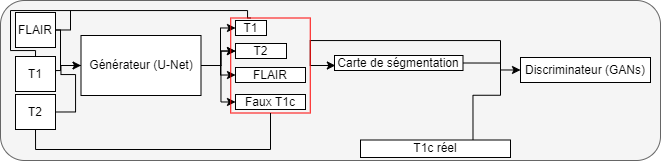 FLAIR
T1
T2
Générateur (U-Net)
T1
T2
FLAIR
Faux T1c
Carte de ségmentation
Discriminateur (GANs)
T1c réel